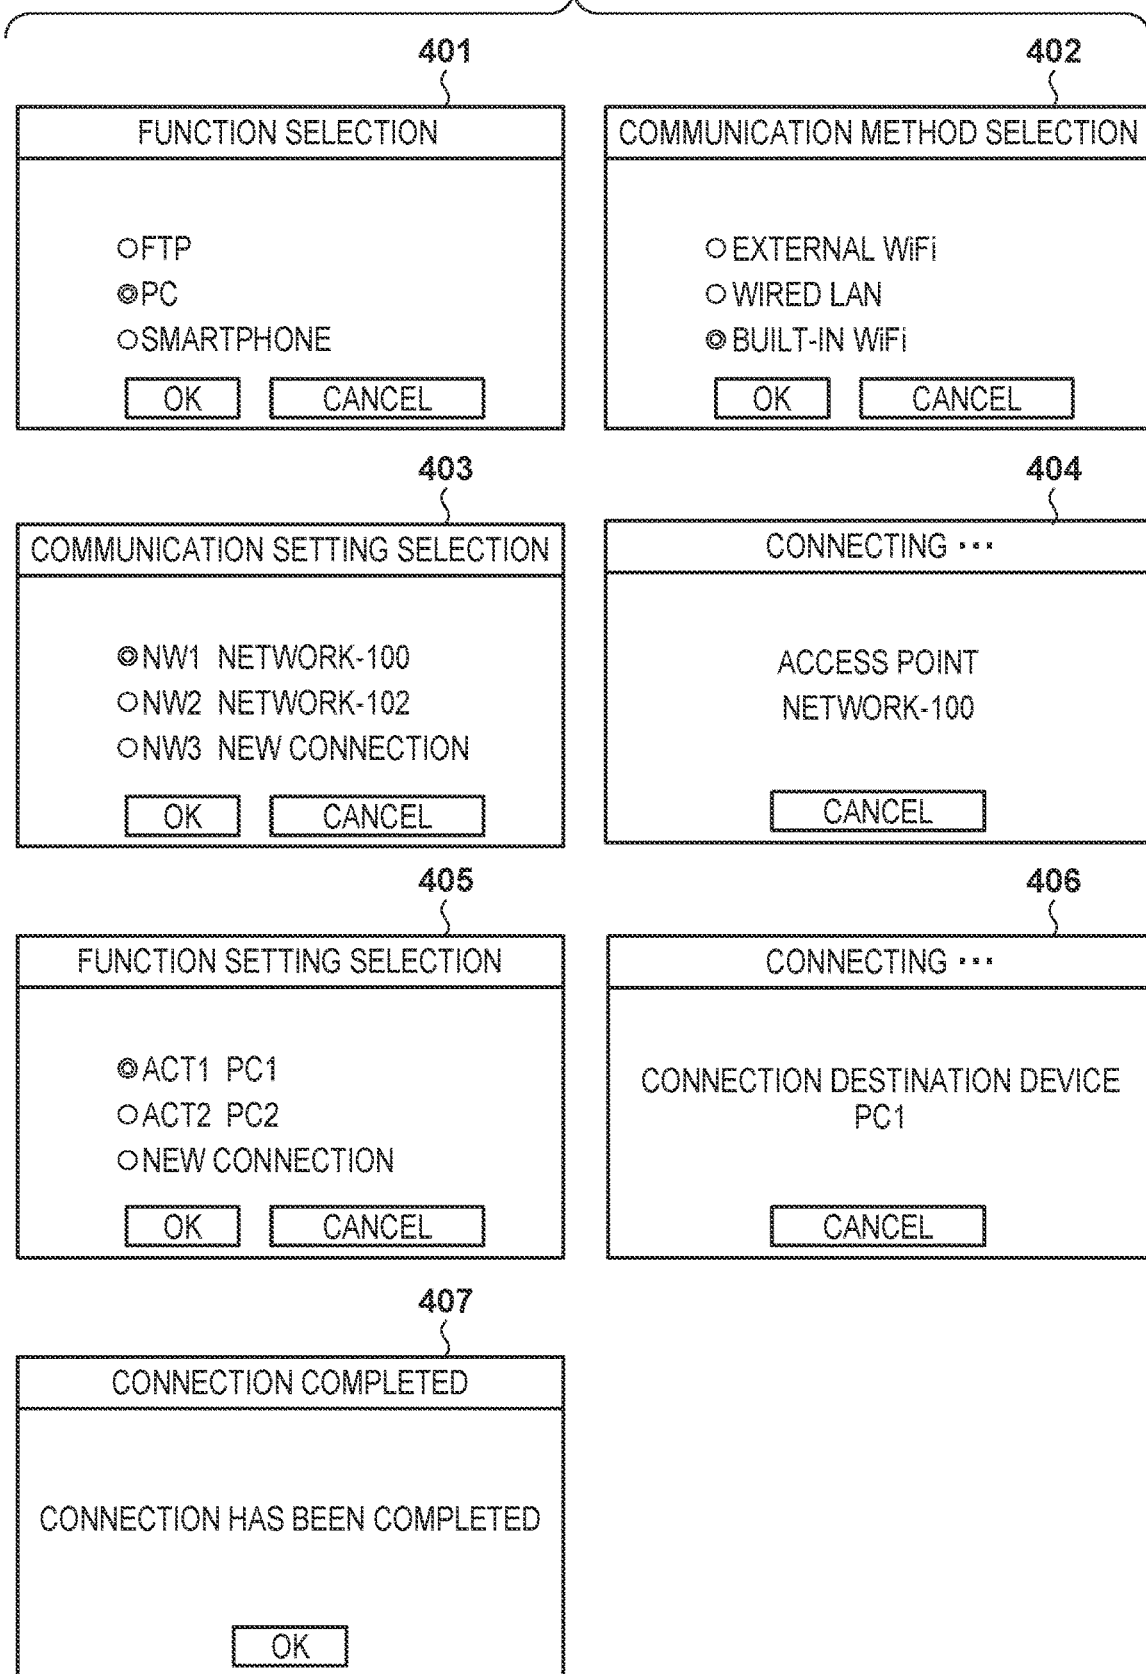 401
FUNCTION SELECTION
FTP
PC
SMARTPHONE
OK CANCEL
402
COMMUNICATION METHOD SELECTION
EXTERNAL WiFi
WIRED LAN
BUILT-IN WiFi
OK CANCEL
403
COMMUNICATION SETTING SELECTION
NW1 NETWORK-100
NW2 NETWORK-102
NW3 NEW CONNECTION
OK CANCEL
404
CONNECTING ...
ACCESS POINT
NETWORK-100
CANCEL
405
FUNCTION SETTING SELECTION
ACT1 PC1
ACT2 PC2
NEW CONNECTION
OK CANCEL
406
CONNECTING ...
CONNECTION DESTINATION DEVICE
PC1
CANCEL
407
CONNECTION COMPLETED
CONNECTION HAS BEEN COMPLETED
OK